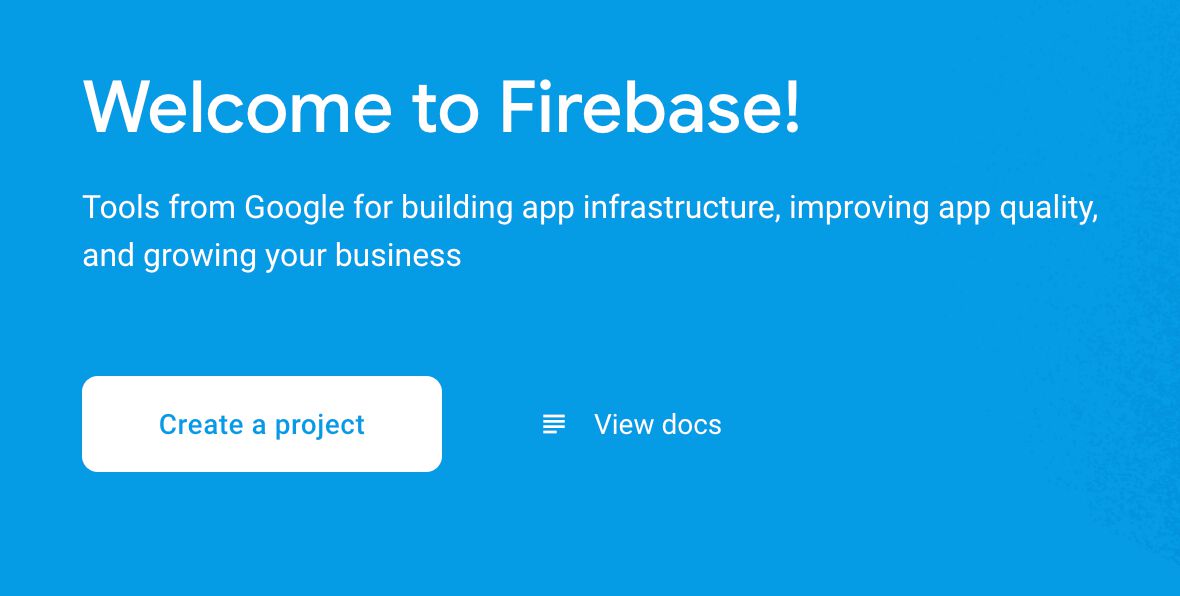 Welcome to Firebase!
Tools from Google for building app infrastructure, improving app quality,
and growing your business
Create a project
View docs